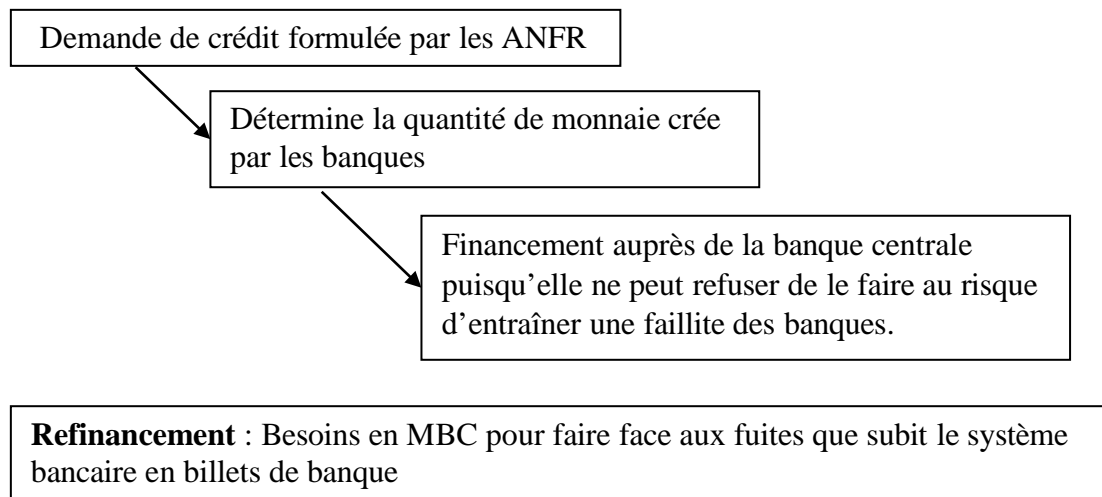 Demande de crédit formulée par les ANFR
Détermine la quantité de monnaie crée
par les banques
Financement auprès de la banque centrale
puisqu’elle ne peut refuser de le faire au risque
d’entraîner une faillite des banques.
Refinancement : Besoins en MBC pour faire face aux fuites que subit le système
bancaire en billets de banque